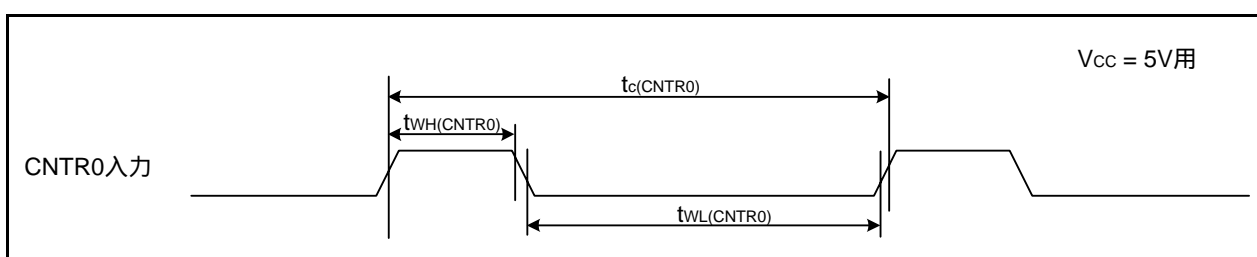 VCC = 5V用
tc(CNTR0)
tWH(CNTR0)
CNTR0入力
tWL(CNTR0)